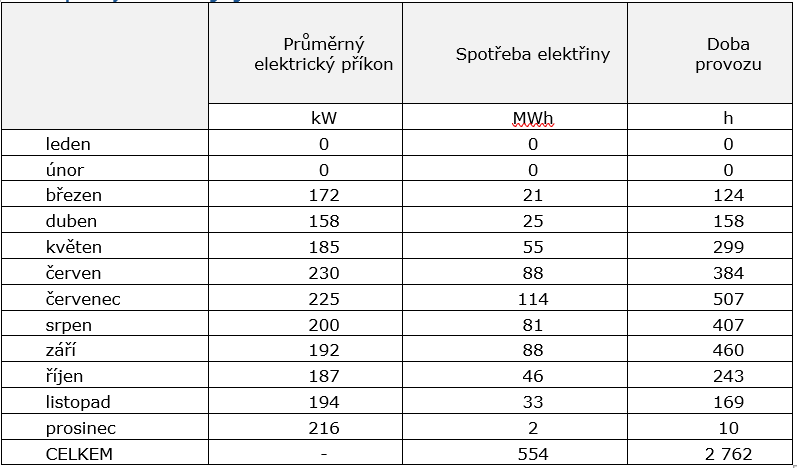 Průměrný
elektrický příkon
Spotřeba elektřiny
Doba
provozu
kW MWh h
leden 0 0 0
únor 0 0 0
březen 172 21 124
duben 158 25 158
květen 185 55 299
červen 230 88 384
červenec 225 114 507
srpen 200 81 407
září 192 88 460
říjen 187 46 243
listopad 194 33 169
prosinec 216 2 10
CELKEM - 554 2 762